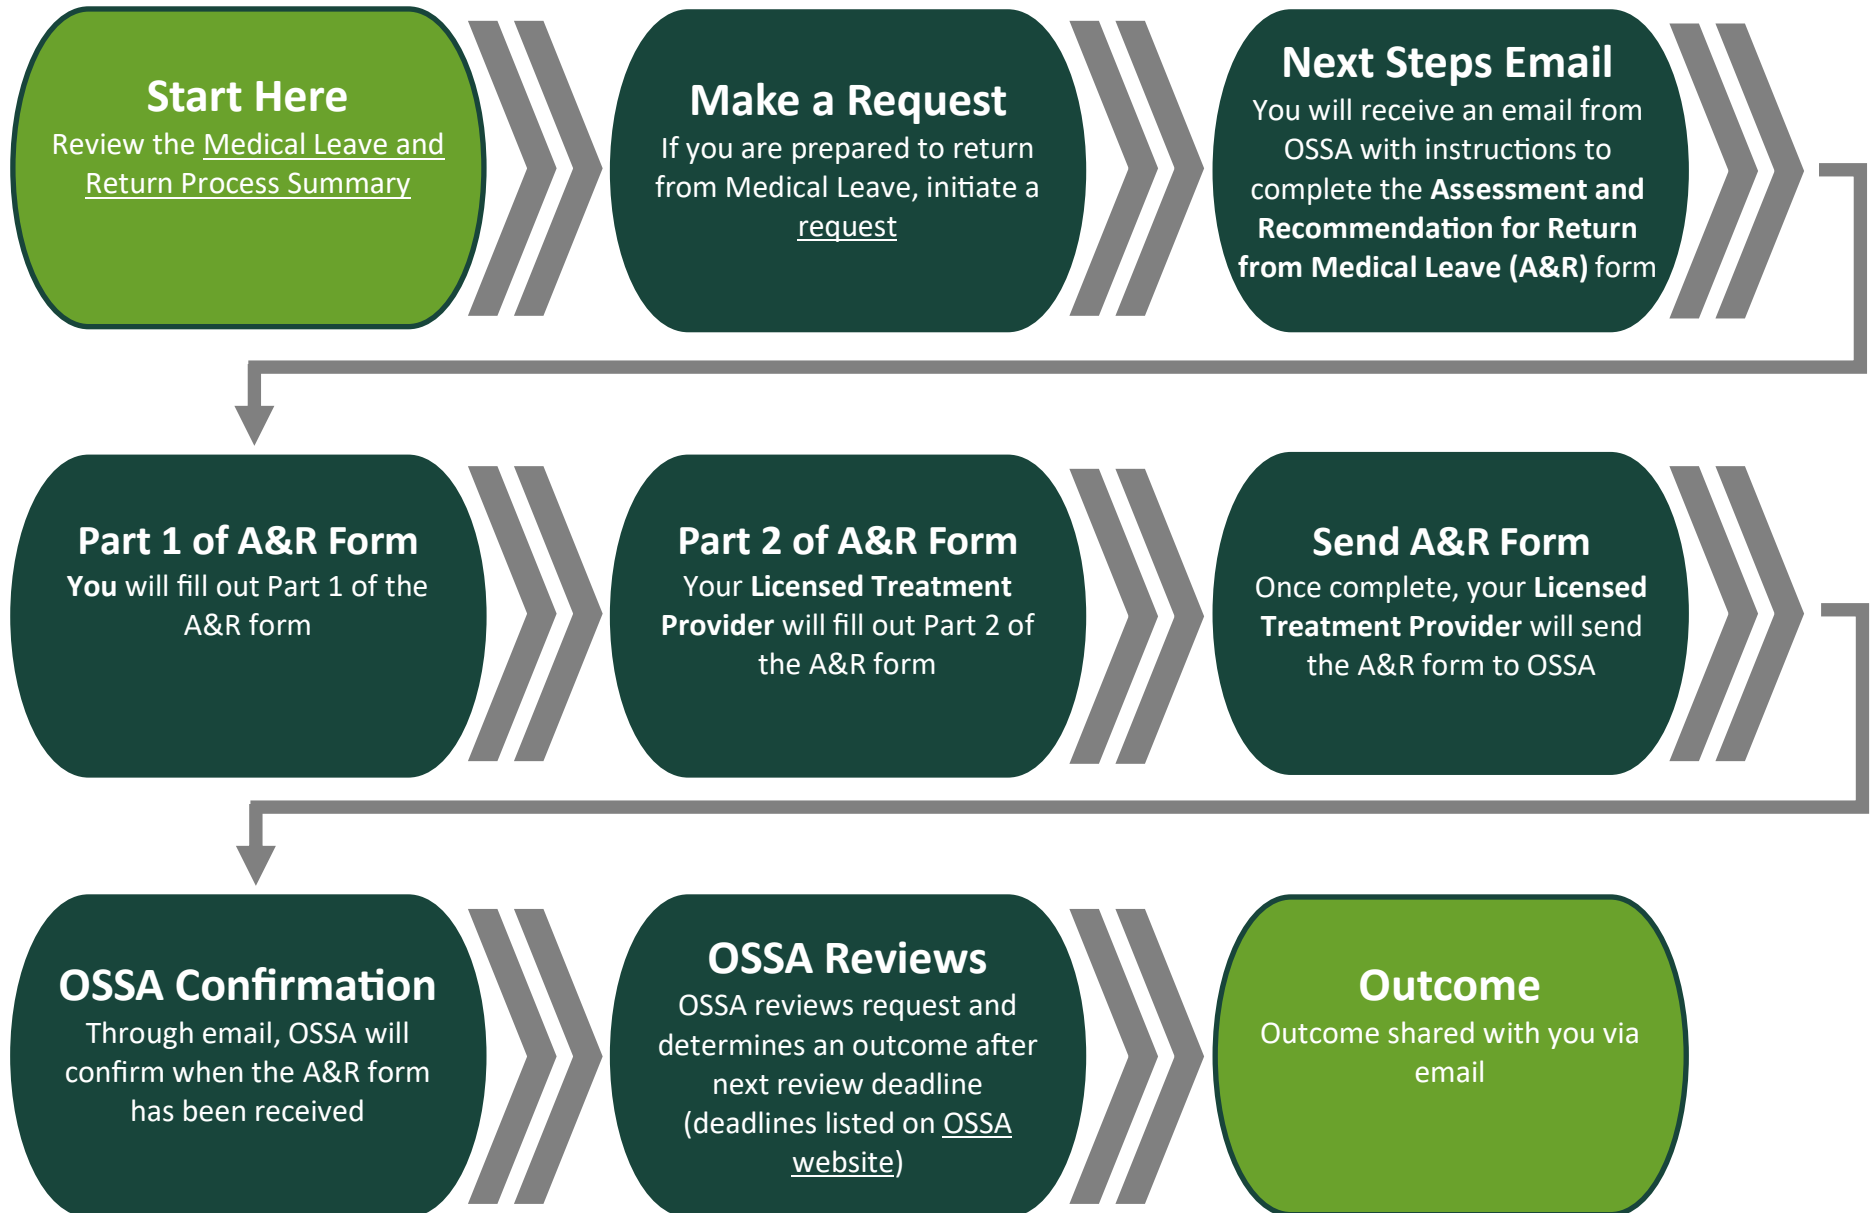 Start Here
Review the Medical Leave and
Return Process Summary
Make a Request
If you are prepared to return
from Medical Leave, initiate a
request
Next Steps Email
You will receive an email from
OSSA with instructions to
complete the Assessment and
Recommendation for Return
from Medical Leave (A&R) form
Part 1 of A&R Form
You will fill out Part 1 of the
A&R form
Part 2 of A&R Form
Your Licensed Treatment
Provider will fill out Part 2 of
the A&R form
Send A&R Form
Once complete, your Licensed
Treatment Provider will send
the A&R form to OSSA
OSSA Confirmation
Through email, OSSA will
confirm when the A&R form
has been received
OSSA Reviews
OSSA reviews request and
determines an outcome after
next review deadline
(deadlines listed on OSSA
website)
Outcome
Outcome shared with you via
email